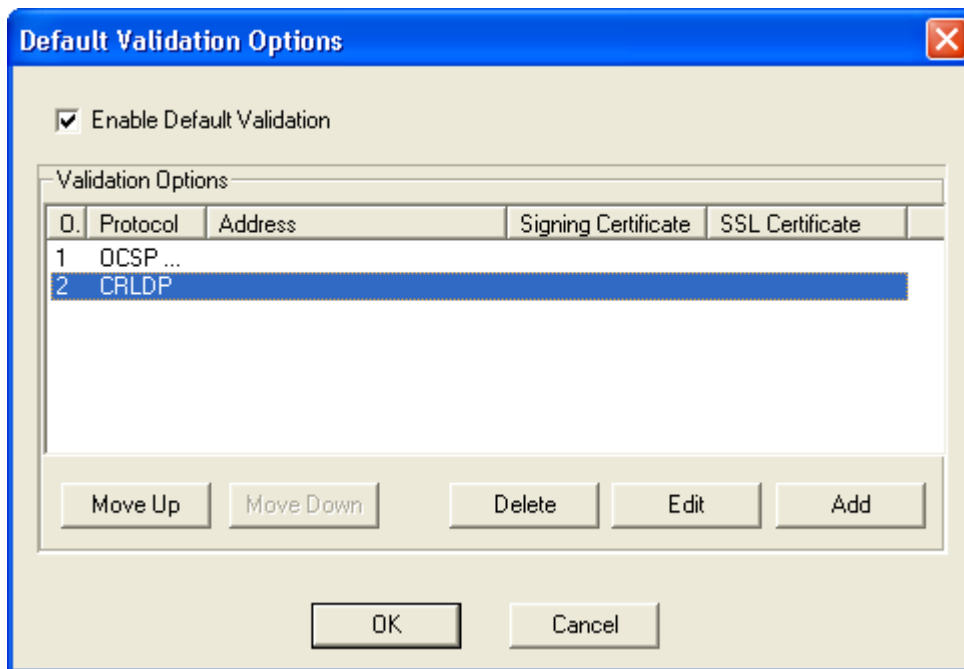 Default Validation Options
Enable Default Validation
Validation Options
O. Protocol Address Signing Certificate SSL Certificate
1 OCSP ...
2 CRLDP
Move Up Move Down Delete Edit Add
OK Cancel